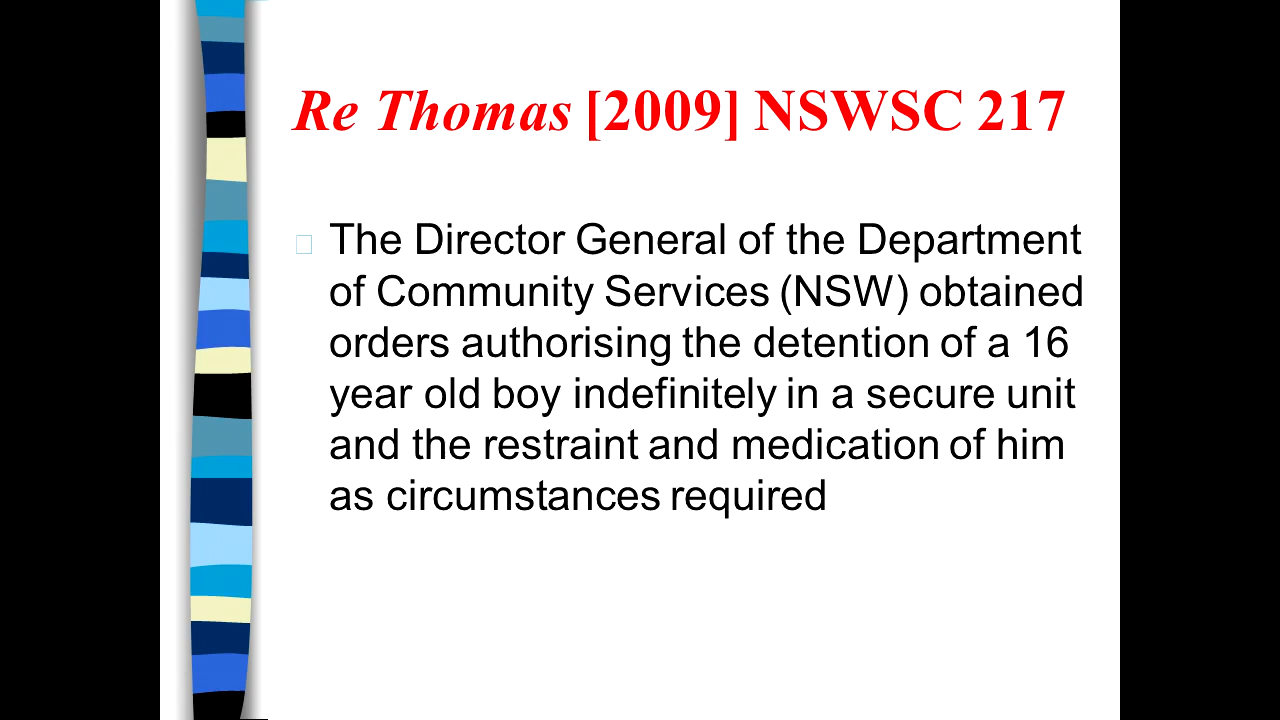 Re Thomas [2009] NSWSC 217
The Director General of the Department
of Community Services (NSW) obtained
orders authorising the detention of a 16
year old boy indefinitely in a secure unit
and the restraint and medication of him
as circumstances required